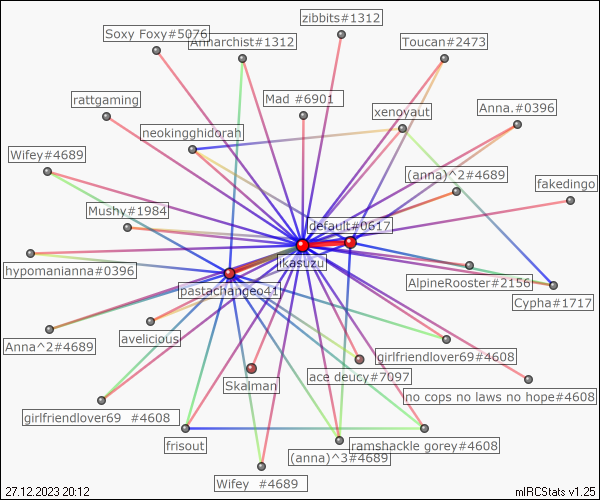 zibbits#1312
Soxy Foxy#5076
Annarchist#1312
Toucan#2473
rattgaming
Mad #6901
xenoyaut
Anna.#0396
neokingghidorah
Wifey#4689
(anna)^2#4689
fakedingo
Mushy#1984
default#0617
ikasuzu
hypomanianna#0396
pastachangeo41
AlpineRooster#2156
Cypha#1717
avelicious
Anna^2#4689
girlfriendlover69#4608
Skalman
ace deucy#7097
no cops no laws no hope#4608
girlfriendlover69 #4608
frisout
ramshackle gorey#4608
(anna)^3#4689
Wifey #4689
27.12.2023 20:12
mIRCStats v1.25